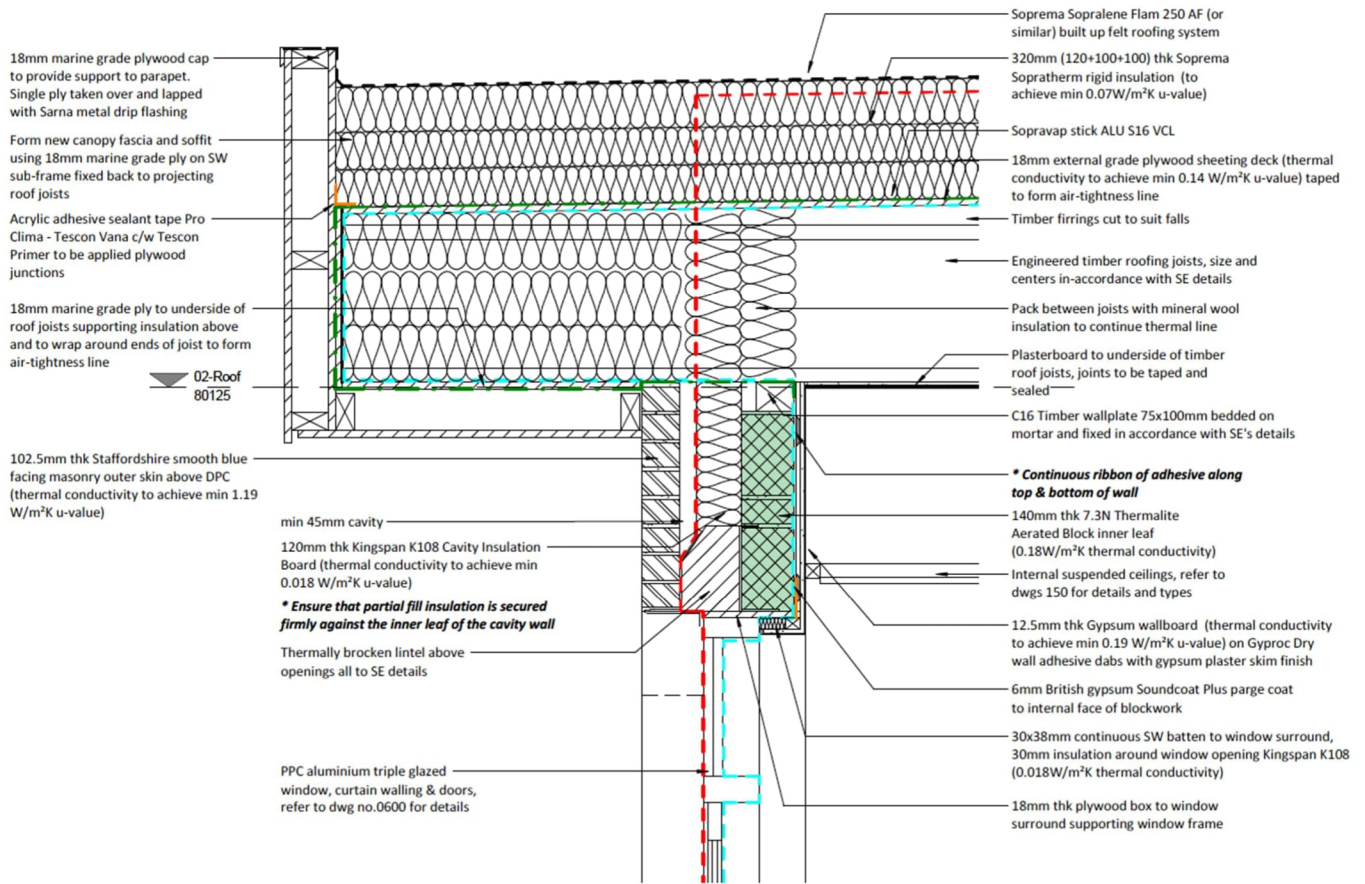 18mm marine grade plywood cap
to provide support to parapet.
Single ply taken over and lapped
with Sarna metal drip flashing
Form new canopy fascia and soffit
using 18mm marine grade ply on SW
sub-frame fixed back to projecting
roof joists
Acrylic adhesive sealant tape Pro
Clima - Tescon Vana c/w Tescon
Primer to be applied plywood
junctions
18mm marine grade ply to underside of
roof joists supporting insulation above
and to wrap around ends of joist to form
air-tightness line
02-Roof
80125
102.5mm thk Staffordshire smooth blue
facing masonry outer skin above DPC
(thermal conductivity to achieve min 1.19
W/m²K u-value)
min 45mm cavity
120mm thk Kingspan K108 Cavity Insulation
Board (thermal conductivity to achieve min
0.018 W/m²K u-value)
* Ensure that partial fill insulation is secured
firmly against the inner leaf of the cavity wall
Thermally brocken lintel above
openings all to SE details
PPC aluminium triple glazed
window, curtain walling & doors,
refer to dwg no.0600 for details
Soprema Sopralene Flam 250 AF (or
similar) built up felt roofing system
320mm (120+100+100) thk Soprema
Sopratherm rigid insulation (to
achieve min 0.07W/m²K u-value)
Sopravap stick ALU S16 VCL
18mm external grade plywood sheeting deck (thermal
conductivity to achieve min 0.14 W/m²K u-value) taped
to form air-tightness line
Timber firrings cut to suit falls
Engineered timber roofing joists, size and
centers in-accordance with SE details
Pack between joists with mineral wool
insulation to continue thermal line
Plasterboard to underside of timber
roof joists, joints to be taped and
sealed
C16 Timber wallplate 75x100mm bedded on
mortar and fixed in accordance with SE's details
* Continuous ribbon of adhesive along
top & bottom of wall
140mm thk 7.3N Thermalite
Aerated Block inner leaf
(0.18W/m²K thermal conductivity)
Internal suspended ceilings, refer to
dwgs 150 for details and types
12.5mm thk Gypsum wallboard (thermal conductivity
to achieve min 0.19 W/m²K u-value) on Gyproc Dry
wall adhesive dabs with gypsum plaster skim finish
6mm British gypsum Soundcoat Plus parge coat
to internal face of blockwork
30x38mm continuous SW batten to window surround,
30mm insulation around window opening Kingspan K108
(0.018W/m²K thermal conductivity)
18mm thk plywood box to window
surround supporting window frame